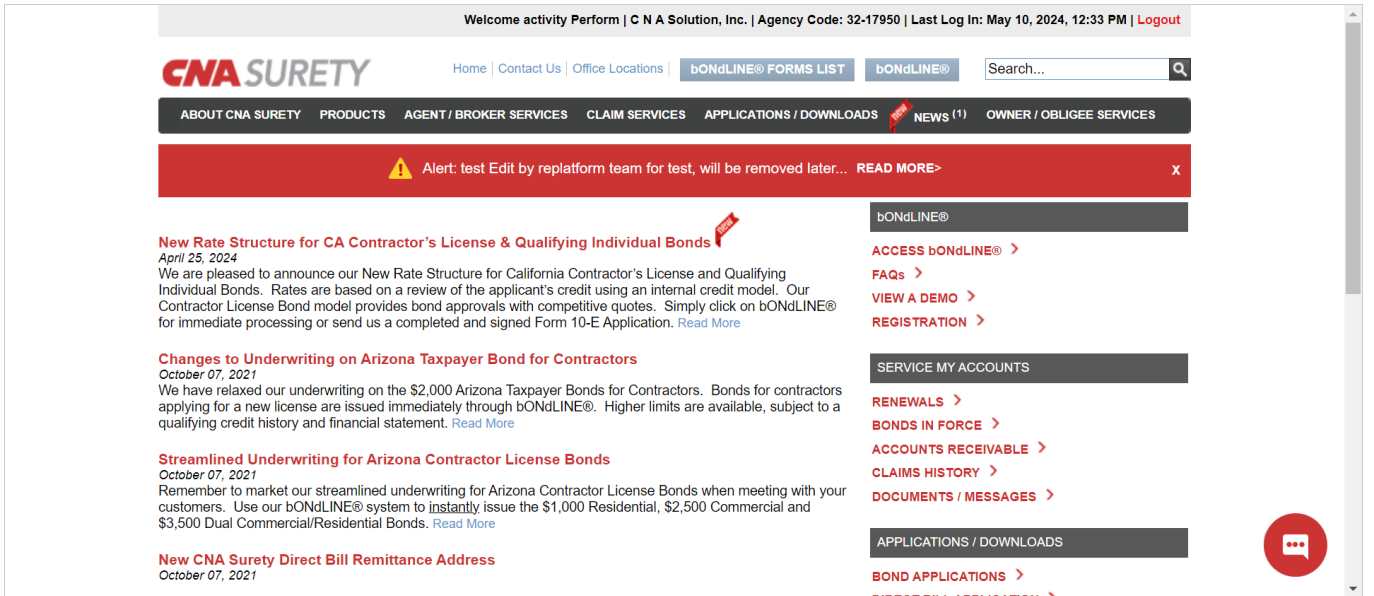 Welcome activity Perform | C N A Solution, Inc. | Agency Code: 32-17950 | Last Log In: May 10, 2024, 12:33 PM | Logout
CNA SURETY
Home | Contact Us | Office Locations |
bONdLINE® FORMS LIST
bONdLINE®
Search...
ABOUT CNA SURETY PRODUCTS AGENT / BROKER SERVICES CLAIM SERVICES APPLICATIONS / DOWNLOADS new NEWS (1) OWNER / OBLIGEE SERVICES
Alert: test Edit by replatform team for test, will be removed later... READ MORE>
x
New Rate Structure for CA Contractor’s License & Qualifying Individual Bonds new
April 25, 2024
We are pleased to announce our New Rate Structure for California Contractor’s License and Qualifying
Individual Bonds. Rates are based on a review of the applicant’s credit using an internal credit model. Our
Contractor License Bond model provides bond approvals with competitive quotes. Simply click on bONdLINE®
for immediate processing or send us a completed and signed Form 10-E Application. Read More
Changes to Underwriting on Arizona Taxpayer Bond for Contractors
October 07, 2021
We have relaxed our underwriting on the $2,000 Arizona Taxpayer Bonds for Contractors. Bonds for contractors
applying for a new license are issued immediately through bONdLINE®. Higher limits are available, subject to a
qualifying credit history and financial statement. Read More
Streamlined Underwriting for Arizona Contractor License Bonds
October 07, 2021
Remember to market our streamlined underwriting for Arizona Contractor License Bonds when meeting with your
customers. Use our bONdLINE® system to instantly issue the $1,000 Residential, $2,500 Commercial and
$3,500 Dual Commercial/Residential Bonds. Read More
New CNA Surety Direct Bill Remittance Address
October 07, 2021
bONdLINE®
ACCESS bONdLINE®
FAQs
VIEW A DEMO
REGISTRATION
SERVICE MY ACCOUNTS
RENEWALS
BONDS IN FORCE
ACCOUNTS RECEIVABLE
CLAIMS HISTORY
DOCUMENTS / MESSAGES
APPLICATIONS / DOWNLOADS
BOND APPLICATIONS